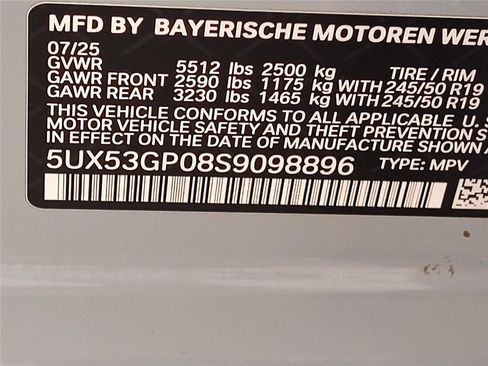 MFD BY BAYERISCHE MOTOREN WER
07/25
GVWR 5512 lbs 2500 kg TIRE / RIM
GAWR FRONT 2590 lbs 1175 kg WITH 245/50 R19
GAWR REAR 3230 lbs 1465 kg WITH 245/50 R19
THIS VEHICLE CONFORMS TO ALL APPLICABLE U.S
MOTOR VEHICLE SAFETY AND THEFT PREVENTION
IN EFFECT ON THE DATE OF MANUFACTURE SHOWN
5UX53GP08S9098896 TYPE: MPV